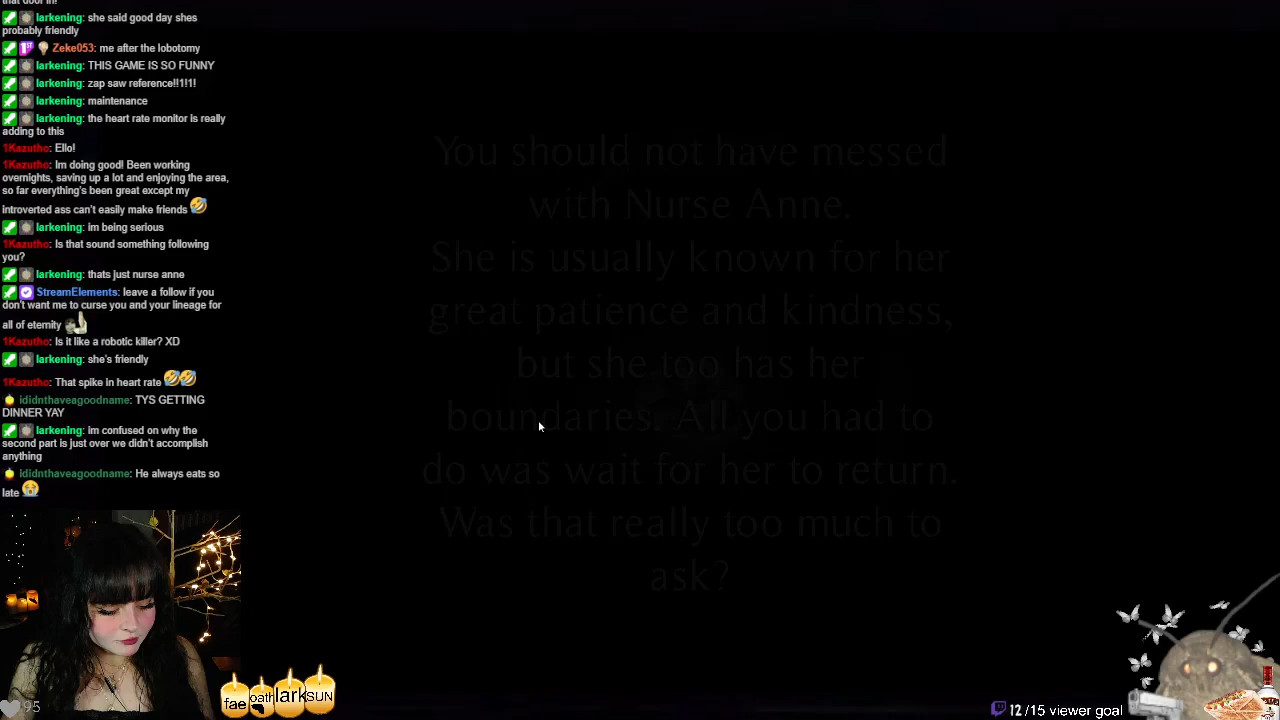 that door in!
larkening: she said good day shes
probably friendly
Zeke053: me after the lobotomy
larkening: THIS GAME IS SO FUNNY
larkening: zap saw reference!!1!1!
larkening: maintenance
larkening: the heart rate monitor is really
adding to this
1Kazutho: Ello!
1Kazutho: Im doing good! Been working
overnights, saving up a lot and enjoying the area,
so far everything's been great except my
introverted ass can't easily make friends
larkening: Im being serious
1Kazutho: Is that sound something following
you?
larkening: thats just nurse anne
StreamElements: leave a follow if you
don't want me to curse you and your lineage for
all of eternity
1Kazutho: Is it like a robotic killer? XD
larkening: she's friendly
1Kazutho: That spike in heart rate
ididnthaveagoodname: TYS GETTING
DINNER YAY
larkening: im confused on why the
second part is just over we didn't accomplish
anything
ididnthaveagoodname: He always eats so
late
You should not have messed
with Nurse Anne.
She is usually known for her
great patience and kindness,
but she too has her
boundaries. All you had to
do was wait for her to return.
Was that really too much to
ask?
95
fae
oath
lark
SUN
12 /15 viewer goal